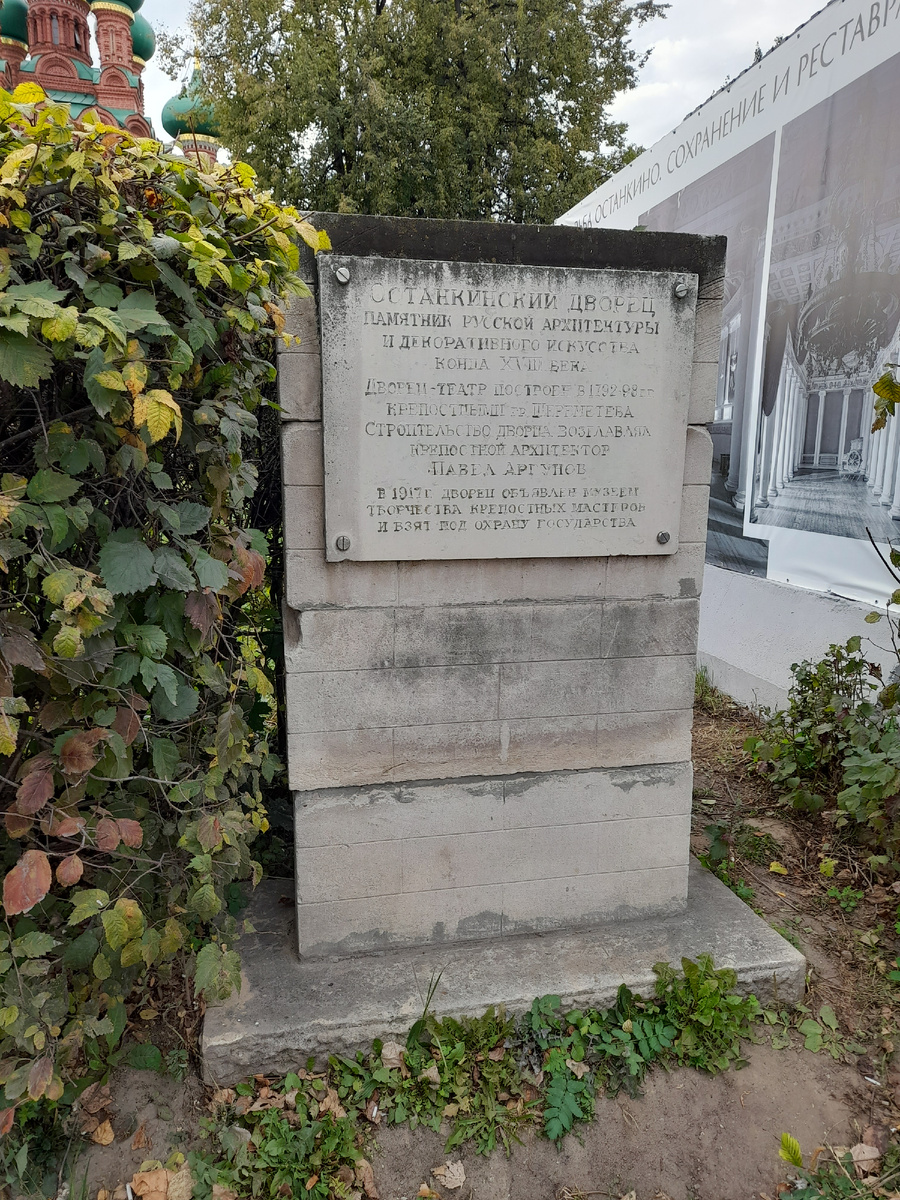 ОСТАНКИНСКИЙ ДВОРЕЦ
ПАМЯТНИК РУССКОЙ АРХИТЕКТУРЫ
И ДЕКОРАТИВНОГО ИСКУССТВА
КОНЦА XVIII ВЕКА
ДВОРЕЦ-ТЕАТР ПОСТРОЕН В 1792-98 гг
КРЕПОСТНЫМИ гр. ШЕРЕМЕТЕВА
СТРОИТЕЛЬСТВО ДВОРЦА ВОЗГЛАВЛЯЛ
КРЕПОСТНОЙ АРХИТЕКТОР
ПАВЕЛ АРГУНОВ
В 1917 г. ДВОРЕЦ ОБЪЯВЛЕН МУЗЕЕМ
ТВОРЧЕСТВА КРЕПОСТНЫХ МАСТЕРОВ
И ВЗЯТ ПОД ОХРАНУ ГОСУДАРСТВА
ОСТАНКИНО. СОХРАНЕНИЕ И РЕСТАВРА